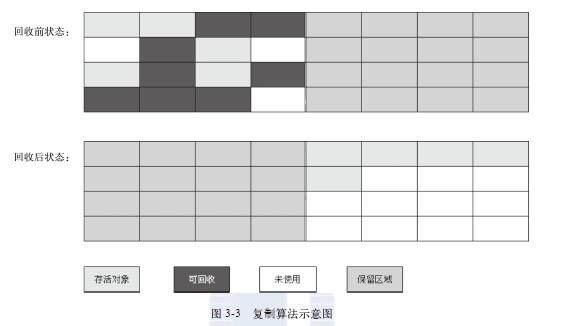 回收前状态：
回收后状态：
存活对象
可回收
未使用
保留区域
图 3-3 复制算法示意图